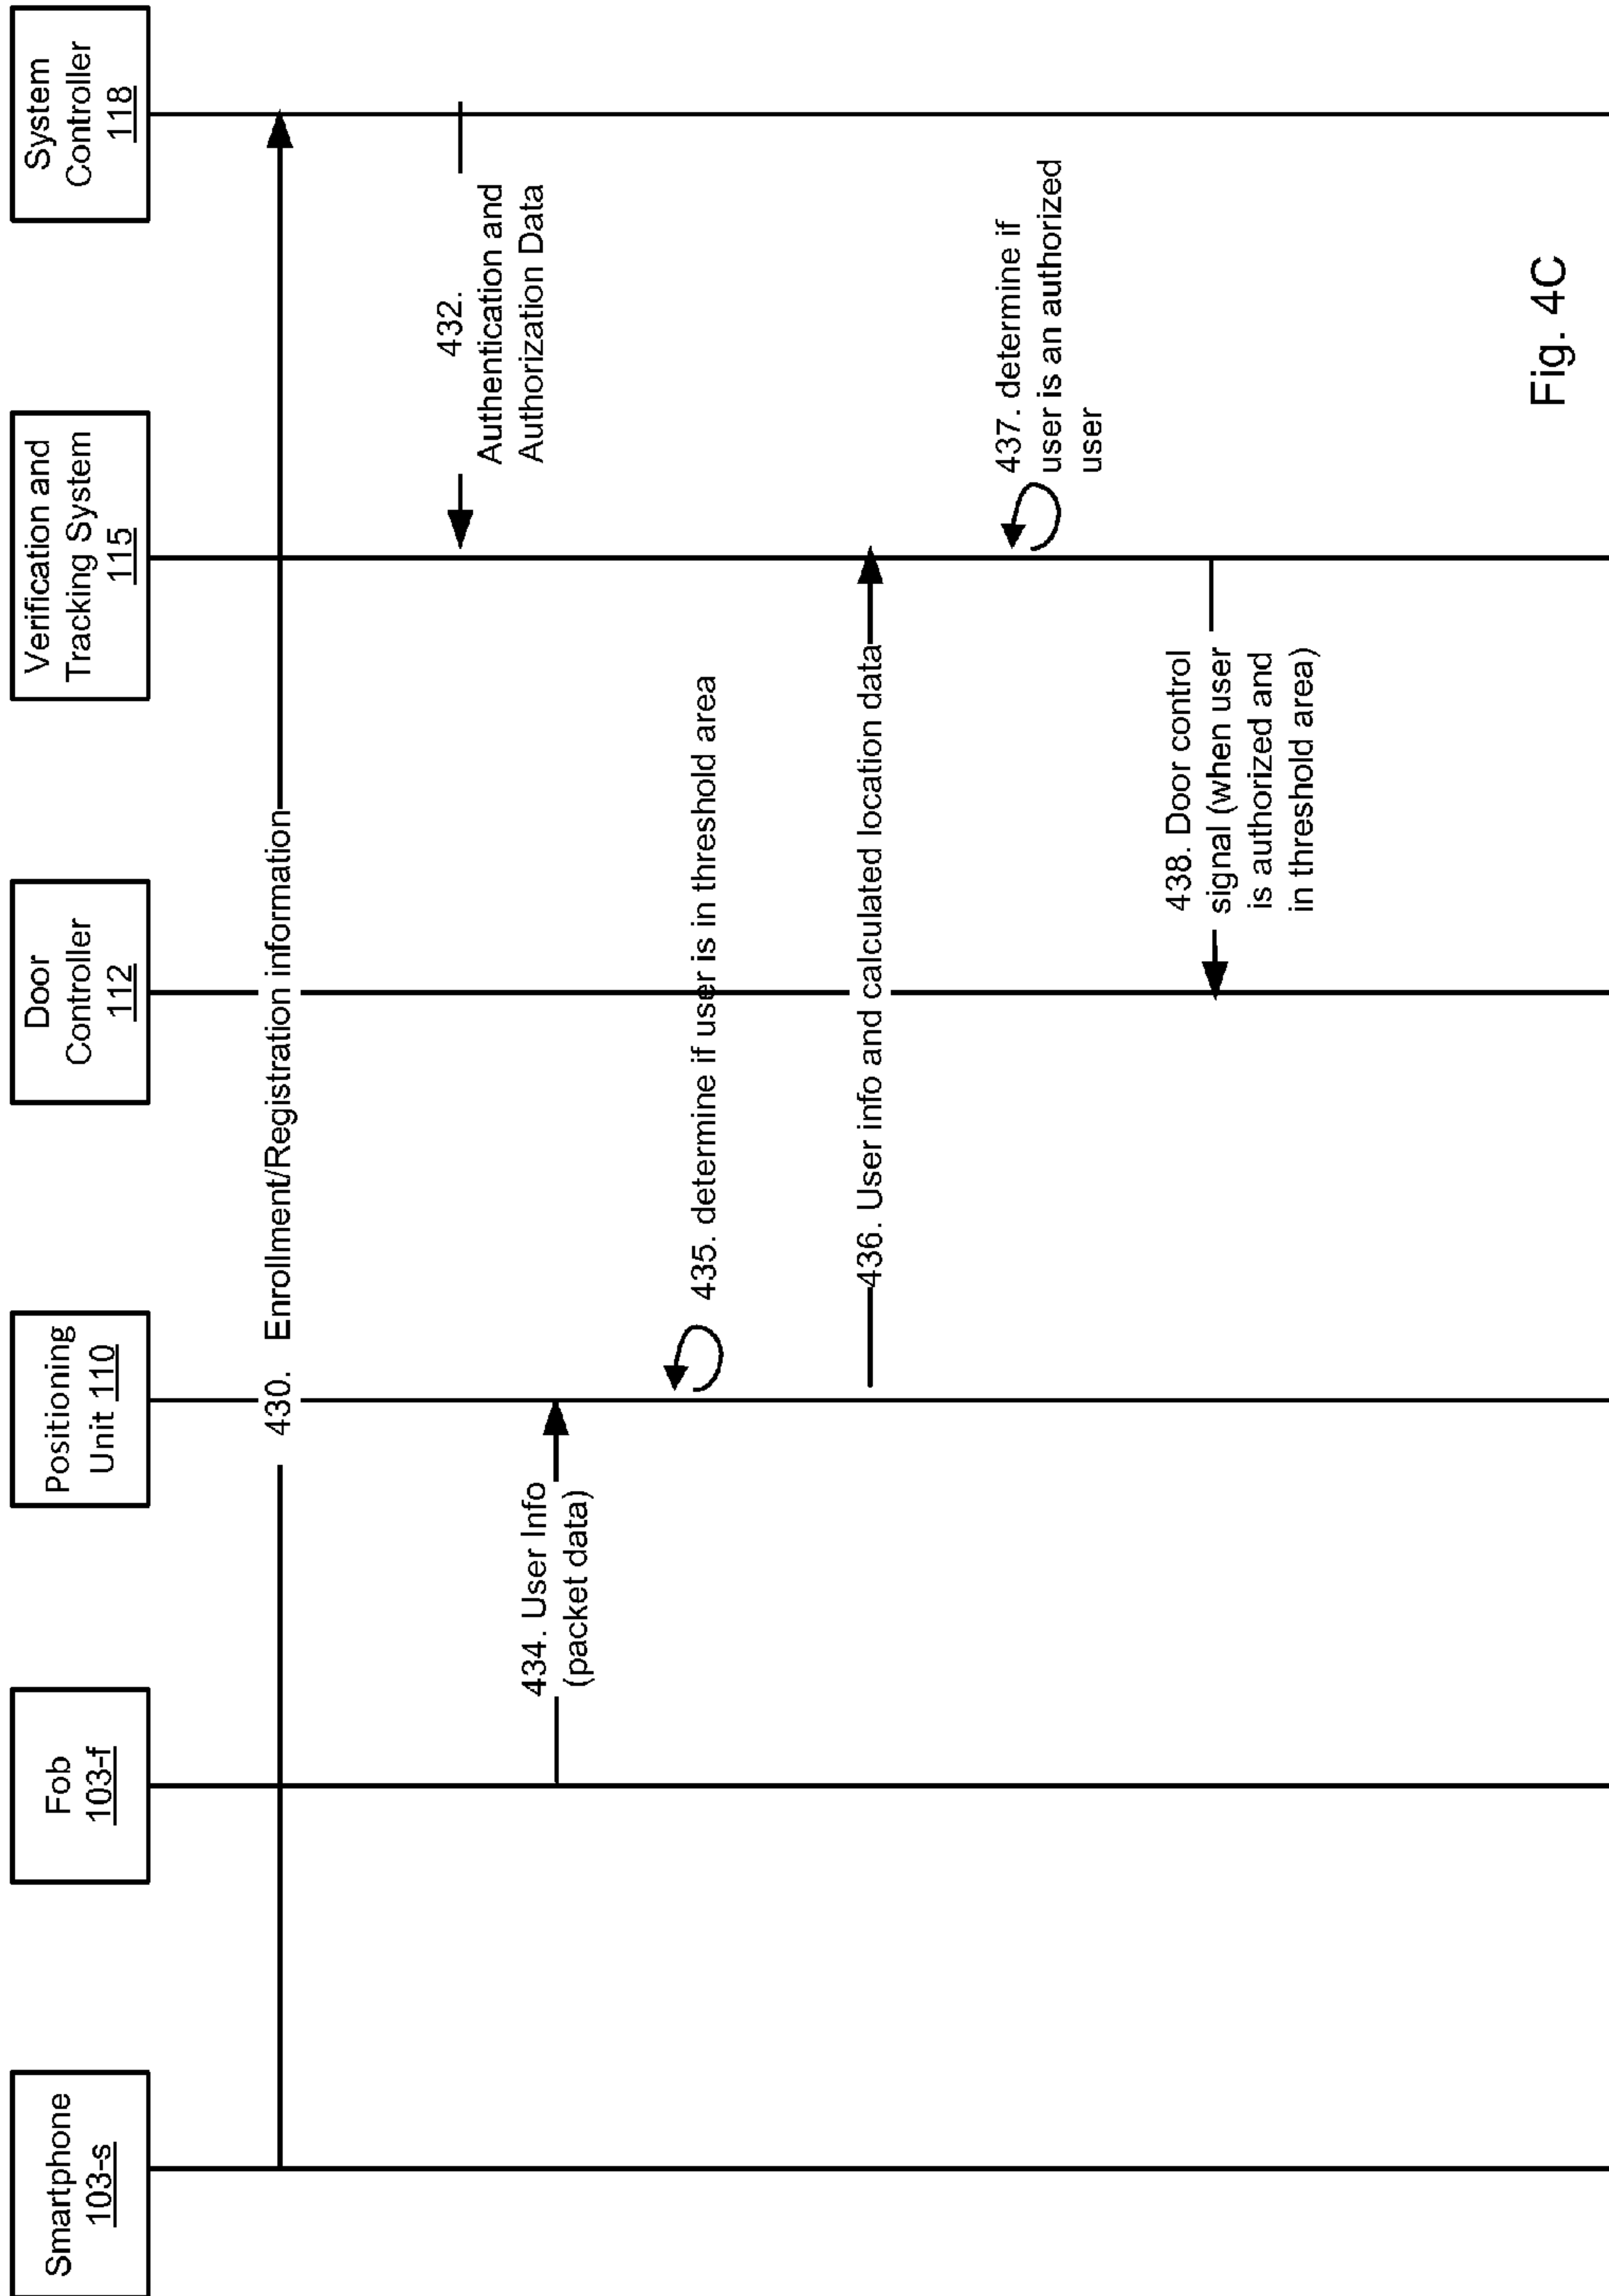 Smartphone
103-s
Fob
103-f
Positioning
Unit 110
Door
Controller
112
Verification and
Tracking System
115
System
Controller
118
430. Enrollment/Registration information
432.
Authentication and
Authorization Data
434. User Info
(packet data)
435. determine if user is in threshold area
436. User info and calculated location data
437. determine if
user is an authorized
user
438. Door control
signal (when user
is authorized and
in threshold area)
Fig. 4C